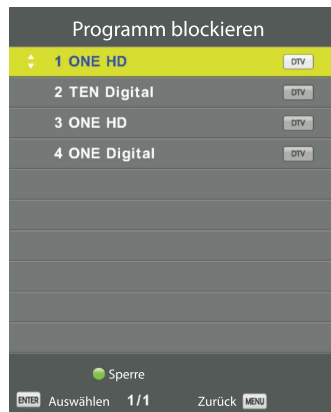 Programm blockieren
1 ONE HD DTV
2 TEN Digital DTV
3 ONE HD DTV
4 ONE Digital DTV
Sperre
ENTER Auswählen 1/1 Zurück MENU